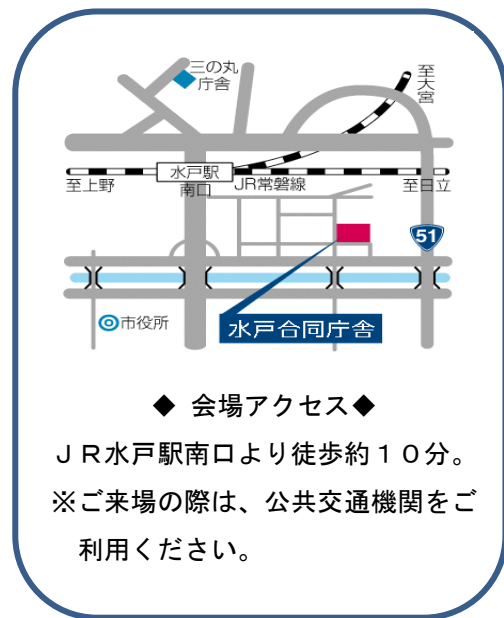 三の丸
庁舎
至大宮
水戸駅
南口
至上野
JR常磐線
至日立
51
市役所
水戸合同庁舎
◆ 会場アクセス◆
ＪＲ水戸駅南口より徒歩約１０分。
※ご来場の際は、公共交通機関をご
利用ください。